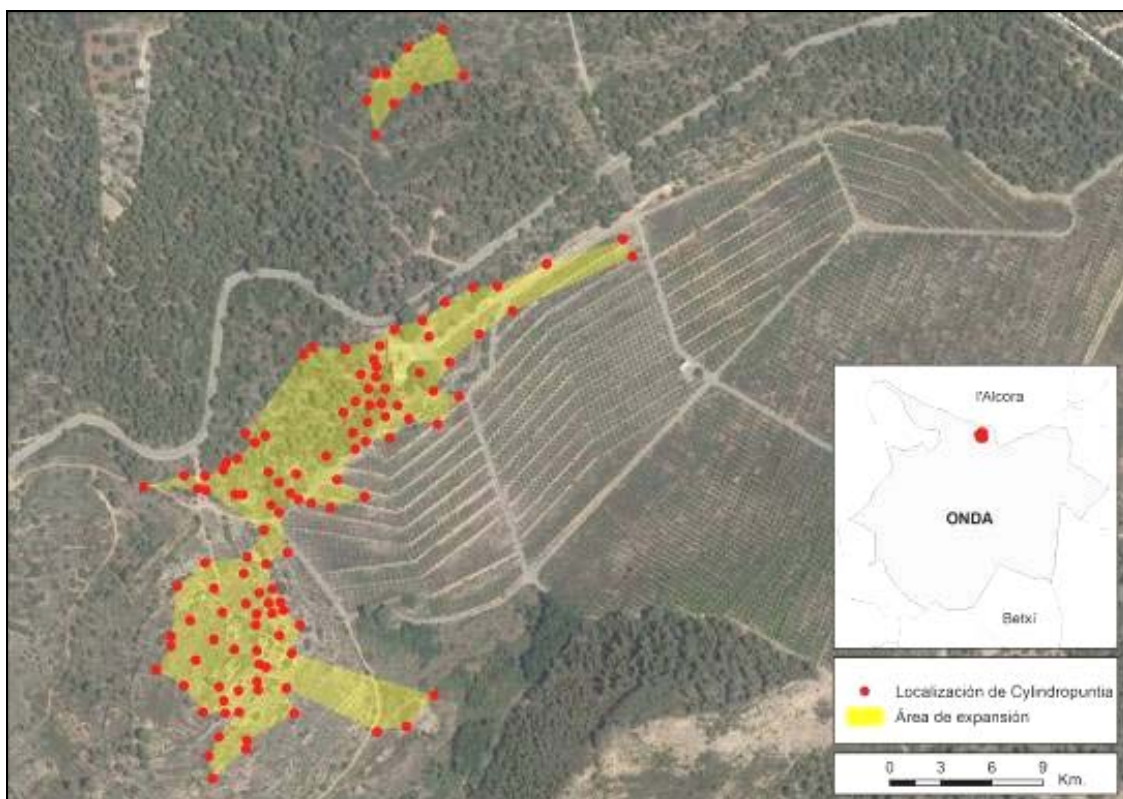 l'Alcora
ONDA
Betxí
Localización de Cylindropuntia
Área de expansión
0 3 6 9
Km.